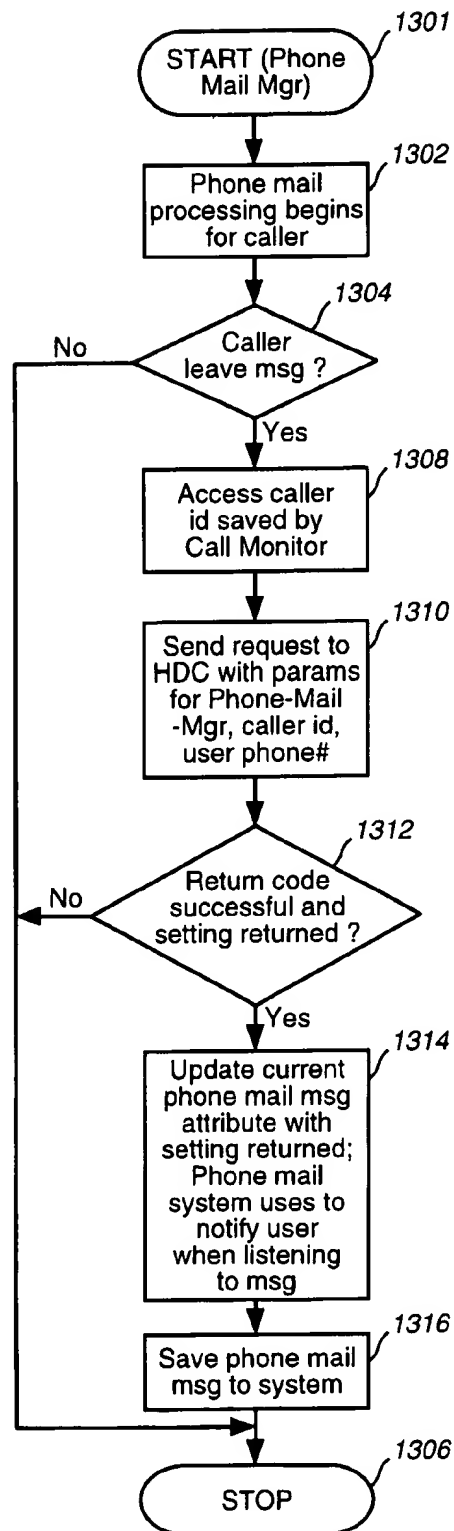 1301
START (Phone
Mail Mgr)
1302
Phone mail
processing begins
for caller
1304
Caller
leave msg ?
No
Yes
1308
Access caller
id saved by
Call Monitor
1310
Send request to
HDC with params
for Phone-Mail
-Mgr, caller id,
user phone#
1312
Return code
successful and
setting returned ?
No
Yes
1314
Update current
phone mail msg
attribute with
setting returned;
Phone mail
system uses to
notify user
when listening
to msg
1316
Save phone mail
msg to system
1306
STOP